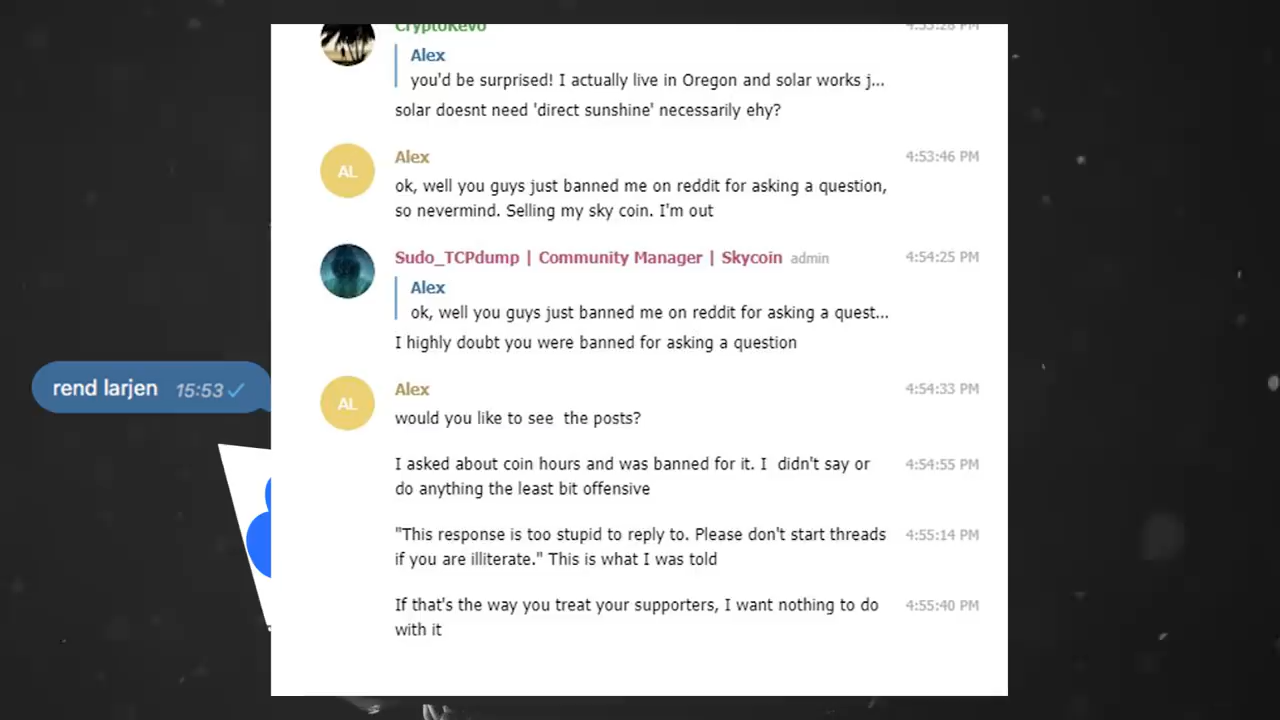 CryptoKevo 4:53:28 PM
Alex
you'd be surprised! I actually live in Oregon and solar works j...
solar doesnt need 'direct sunshine' necessarily ehy?
AL Alex 4:53:46 PM
ok, well you guys just banned me on reddit for asking a question,
so nevermind. Selling my sky coin. I'm out
Sudo_TCPdump | Community Manager | Skycoin admin 4:54:25 PM
Alex
ok, well you guys just banned me on reddit for asking a quest...
I highly doubt you were banned for asking a question
rend larjen 15:53
AL Alex 4:54:33 PM
would you like to see  the posts?
I asked about coin hours and was banned for it. I  didn't say or 4:54:55 PM
do anything the least bit offensive
"This response is too stupid to reply to. Please don't start threads 4:55:14 PM
if you are illiterate." This is what I was told
If that's the way you treat your supporters, I want nothing to do 4:55:40 PM
with it